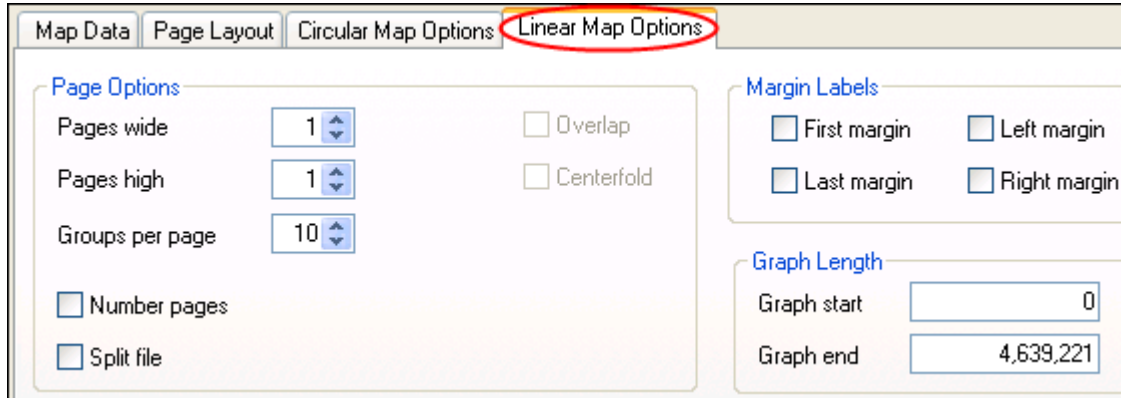 Map Data Page Layout Circular Map Options Linear Map Options
Page Options
Pages wide 1 Overlap
Pages high 1 Centerfold
Groups per page 10
Number pages
Split file
Margin Labels
First margin Left margin
Last margin Right margin
Graph Length
Graph start 0
Graph end 4,639,221